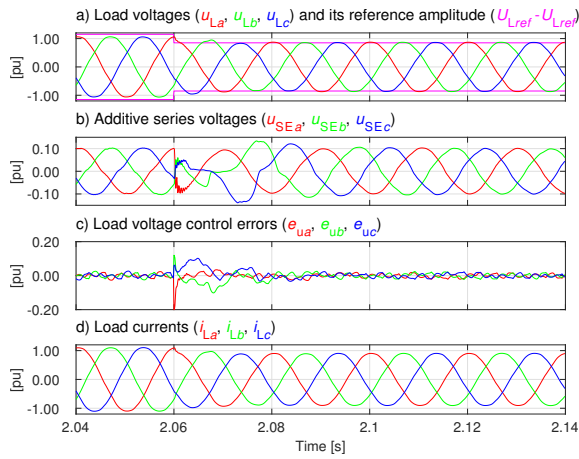 a) Load voltages (uLa, uLb, uLc) and its reference amplitude (ULref - ULref)
1.00
0.00
-1.00
[pu]
b) Additive series voltages (uSEa, uSEb, uSEc)
0.10
0.00
-0.10
[pu]
c) Load voltage control errors (eua, eub, euc)
0.20
0.00
-0.20
[pu]
d) Load currents (iLa, iLb, iLc)
1.00
0.00
-1.00
[pu]
2.04 2.06 2.08 2.1 2.12 2.14
Time [s]